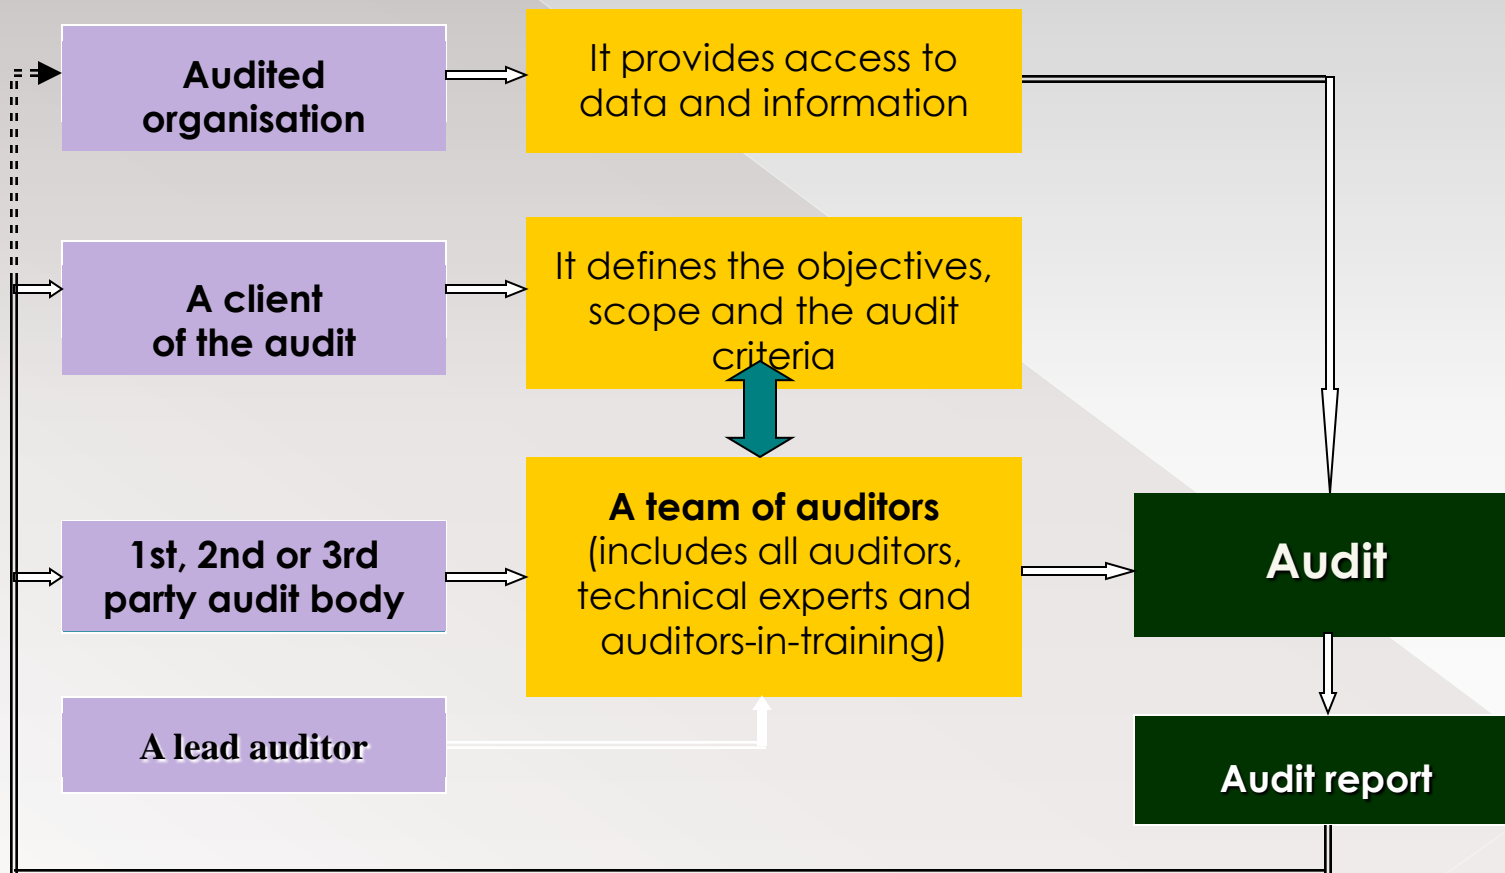 Audited
organisation
It provides access to
data and information
A client
of the audit
It defines the objectives,
scope and the audit
criteria
1st, 2nd or 3rd
party audit body
A team of auditors
(includes all auditors,
technical experts and
auditors-in-training)
Audit
A lead auditor
Audit report